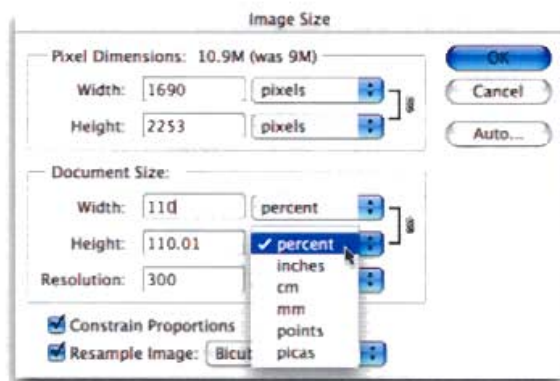 Image Size
Pixel Dimensions: 10.9M (was 9M)
Width: 1690 pixels
Height: 2253 pixels
OK
Cancel
Auto...
Document Size:
Width: 110 percent
Height: 110.01 ✓ percent
inches
Resolution: 300
cm
mm
points
picas
Constrain Proportions
Resample Image: Bicub